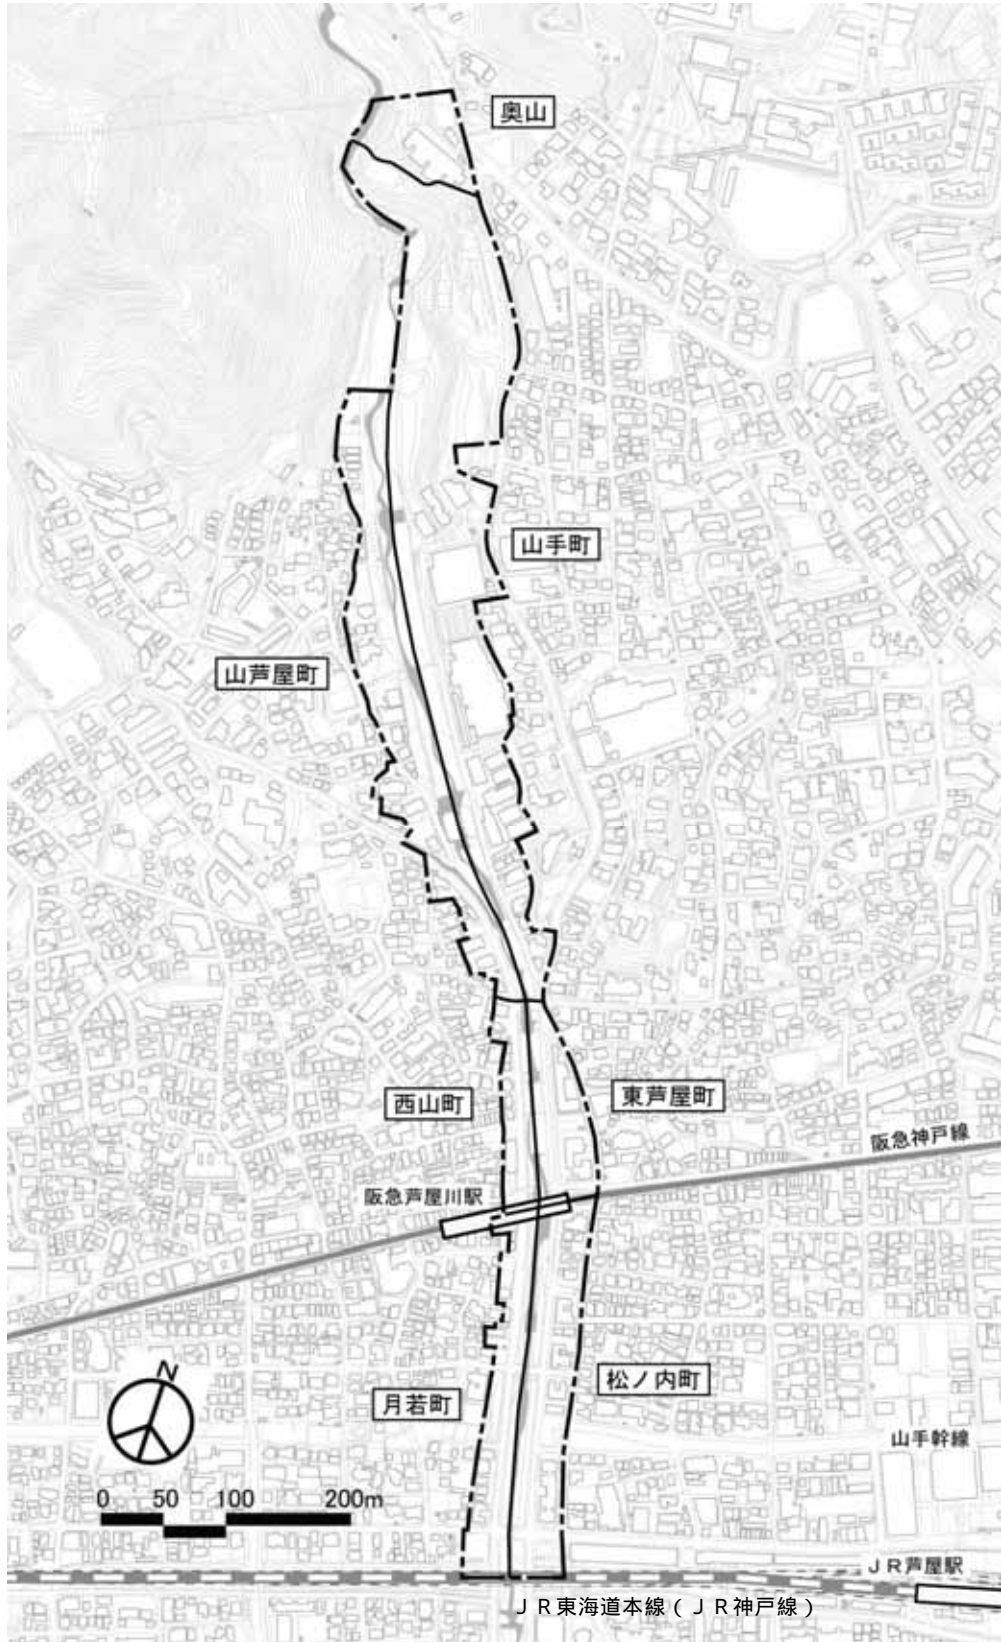 奥山
山手町
山芦屋町
西山町
東芦屋町
阪急神戸線
阪急芦屋川駅
松ノ内町
月若町
N
山手幹線
0 50 100 200m
ＪＲ芦屋駅
ＪＲ東海道本線（ＪＲ神戸線）